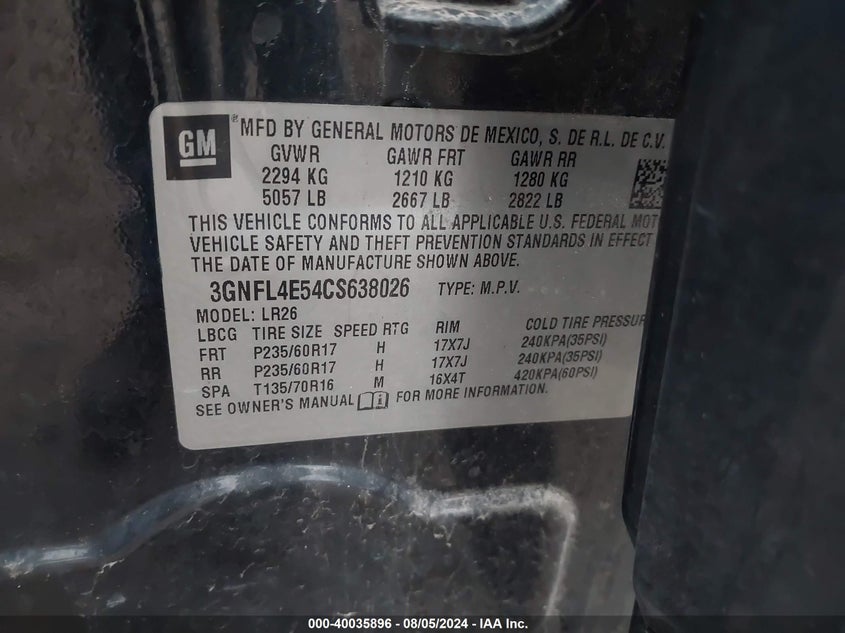 GM ® MFD BY GENERAL MOTORS DE MEXICO, S. DE R.L. DE C.V.
GVWR GAWR FRT GAWR RR
2294 KG 1210 KG 1280 KG
5057 LB 2667 LB 2822 LB
THIS VEHICLE CONFORMS TO ALL APPLICABLE U.S. FEDERAL MOT
VEHICLE SAFETY AND THEFT PREVENTION STANDARDS IN EFFECT
THE DATE OF MANUFACTURE SHOWN ABOVE.
3GNFL4E54CS638026 TYPE: M.P.V.
MODEL: LR26
LBCG TIRE SIZE SPEED RTG RIM COLD TIRE PRESSUR
FRT P235/60R17 H 17X7J 240KPA(35PSI)
RR P235/60R17 H 17X7J 240KPA(35PSI)
SPA T135/70R16 M 16X4T 420KPA(60PSI)
SEE OWNER'S MANUAL FOR MORE INFORMATION.
000-40035896 - 08/05/2024 - IAA Inc.